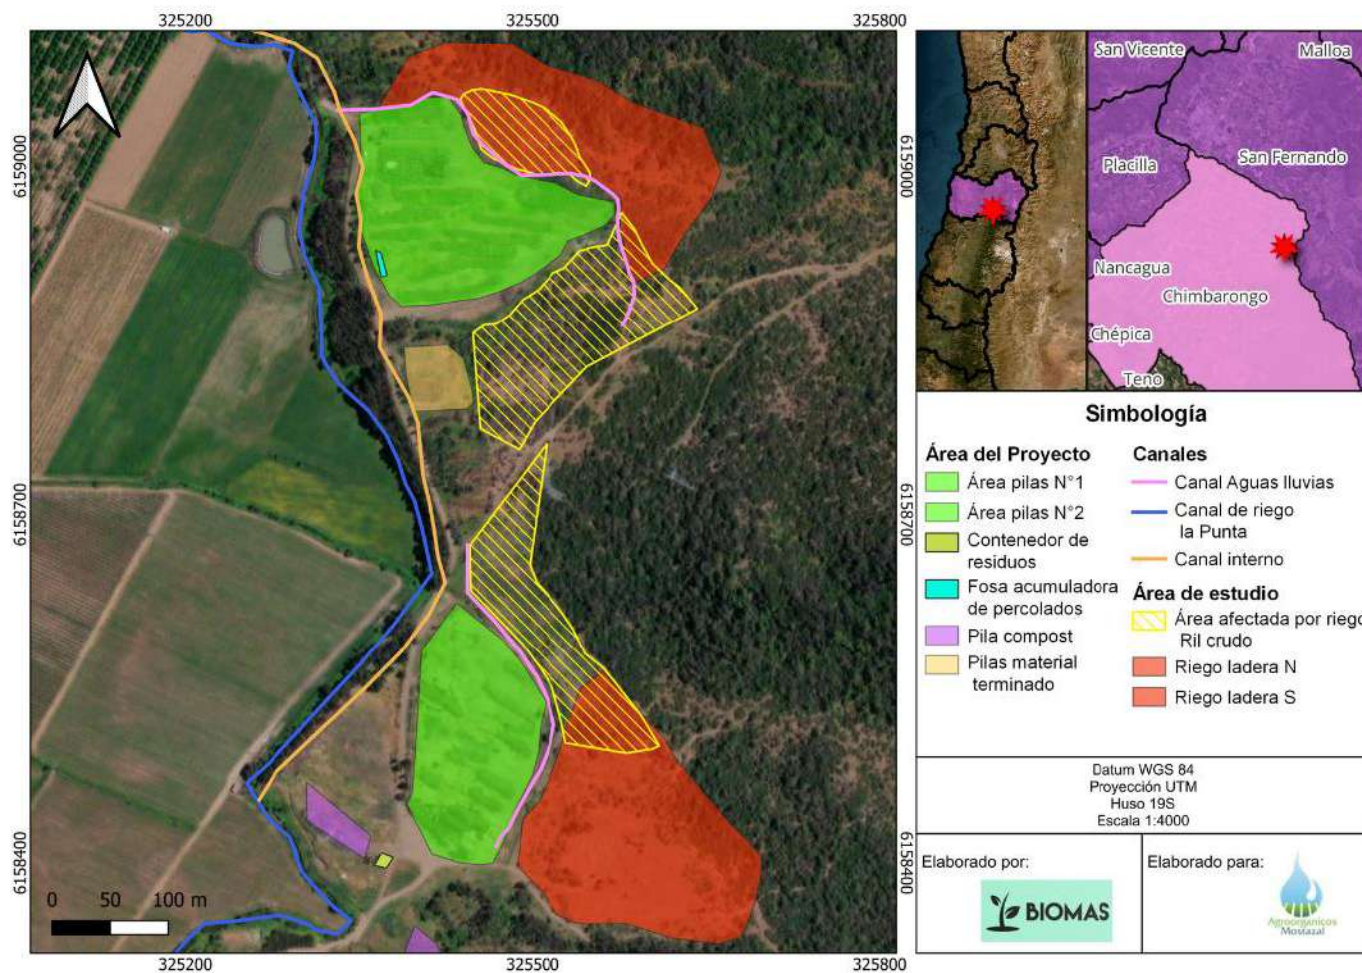 325200
325500
325800
6159000
6158700
6158400
6159000
6158700
6158400
0 50 100 m
325200
325500
325800
San Vicente
Malloa
Placilla
San Fernando
Nancagua
Chimbarongo
Chépica
Teno
Simbología
Área del Proyecto
Área pilas N°1
Área pilas N°2
Contenedor de
residuos
Fosa acumuladora
de percolados
Pila compost
Pilas material
terminado
Canales
Canal Aguas lluvias
Canal de riego
la Punta
Canal interno
Área de estudio
Área afectada por riego
Ril crudo
Riego ladera N
Riego ladera S
Datum WGS 84
Proyección UTM
Huso 19S
Escala 1:4000
Elaborado por:
BIOMAS
Elaborado para:
Agroorganicos
Mostazal